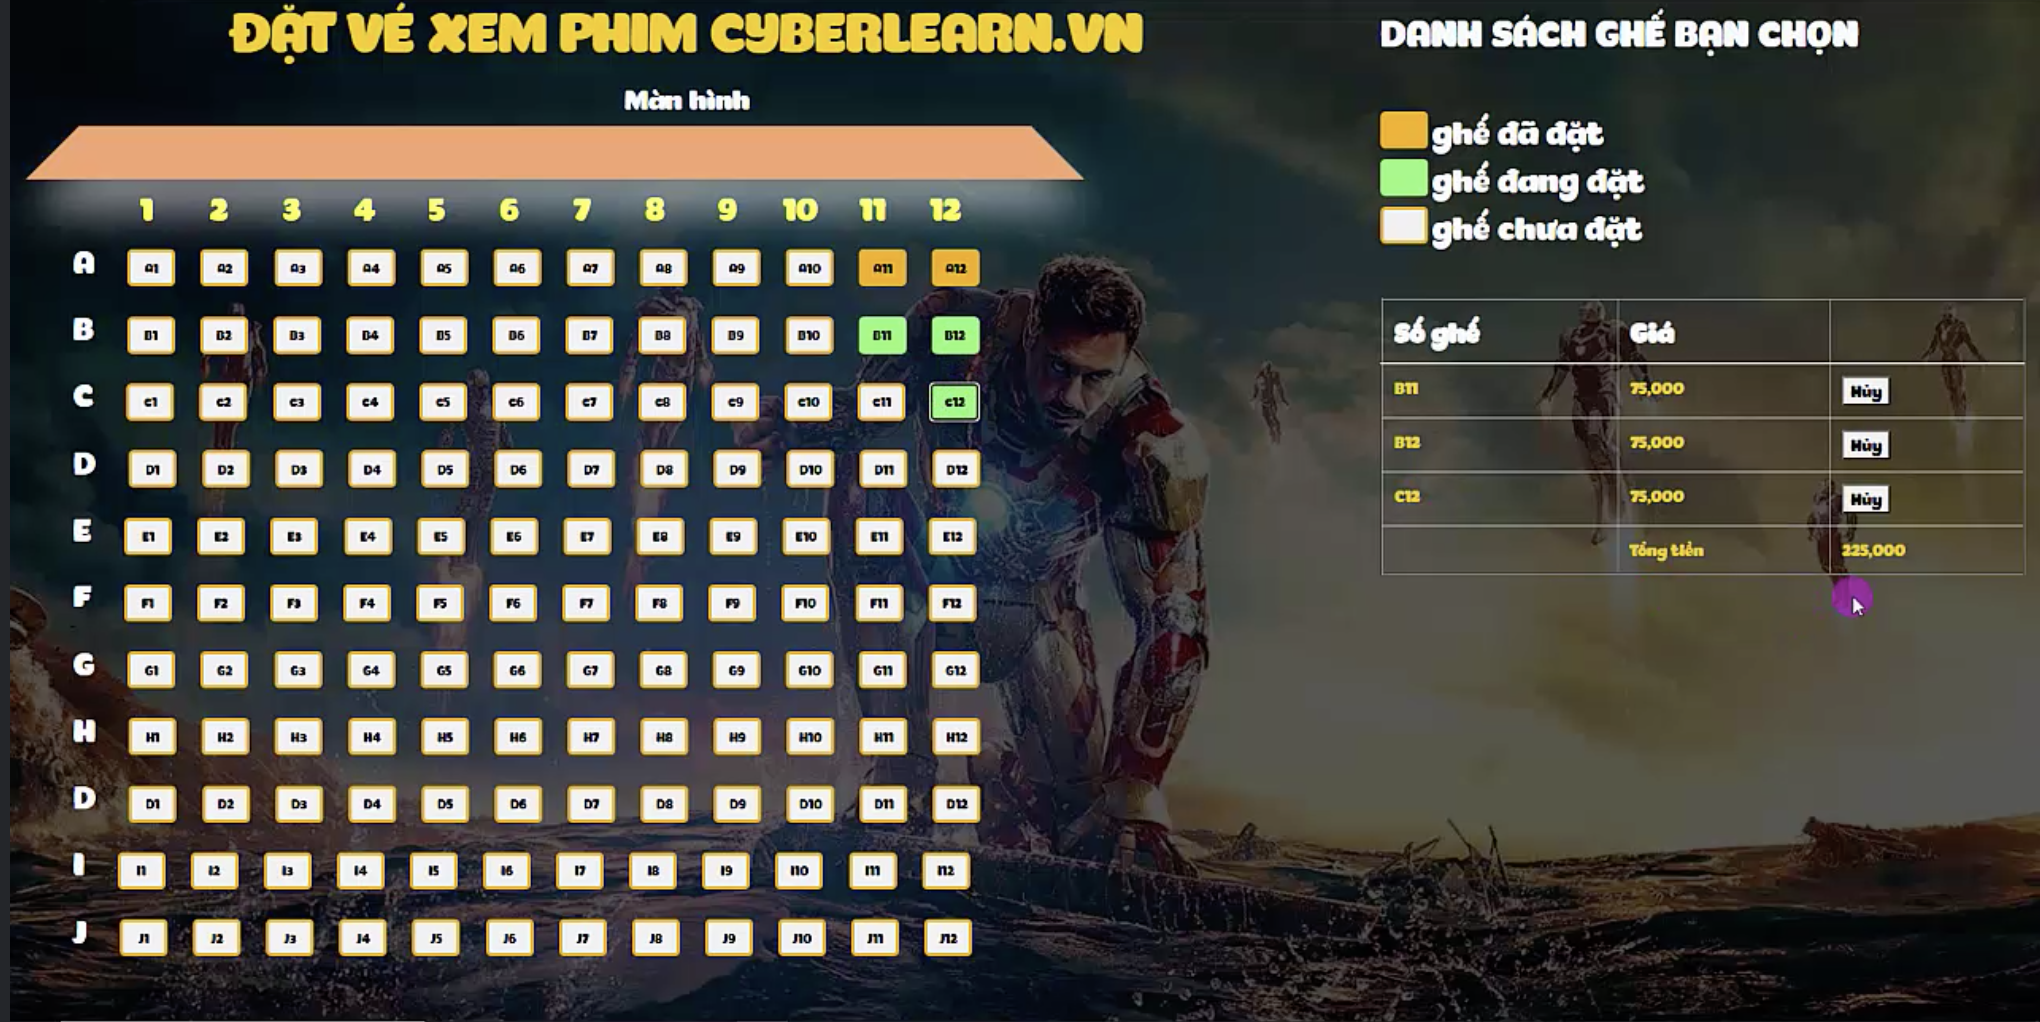 ĐẶT VÉ XEM PHIM CYBERLEARN.VN
Màn hình
1 2 3 4 5 6 7 8 9 10 11 12
A A1 A2 A3 A4 A5 A6 A7 A8 A9 A10 A11 A12
B B1 B2 B3 B4 B5 B6 B7 B8 B9 B10 B11 B12
C C1 C2 C3 C4 C5 C6 C7 C8 C9 C10 C11 C12
D D1 D2 D3 D4 D5 D6 D7 D8 D9 D10 D11 D12
E E1 E2 E3 E4 E5 E6 E7 E8 E9 E10 E11 E12
F F1 F2 F3 F4 F5 F6 F7 F8 F9 F10 F11 F12
G G1 G2 G3 G4 G5 G6 G7 G8 G9 G10 G11 G12
H H1 H2 H3 H4 H5 H6 H7 H8 H9 H10 H11 H12
D D1 D2 D3 D4 D5 D6 D7 D8 D9 D10 D11 D12
I I1 I2 I3 I4 I5 I6 I7 I8 I9 I10 I11 I12
J J1 J2 J3 J4 J5 J6 J7 J8 J9 J10 J11 J12
DANH SÁCH GHẾ BẠN CHỌN
ghế đã đặt
ghế đang đặt
ghế chưa đặt
Số ghế Giá
B11 75,000 Hủy
B12 75,000 Hủy
C12 75,000 Hủy
Tổng tiền 225,000